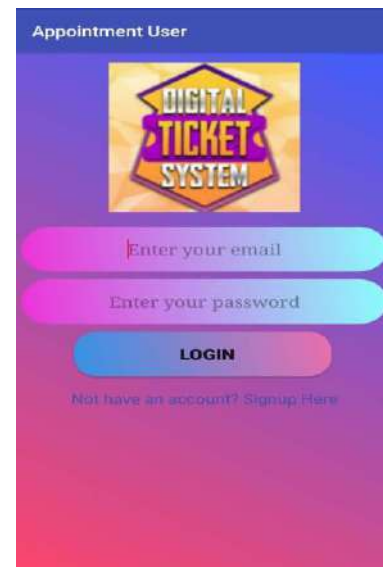 Appointment User
DIGITAL
TICKET
SYSTEM
Enter your email
Enter your password
LOGIN
Not have an account? Signup Here